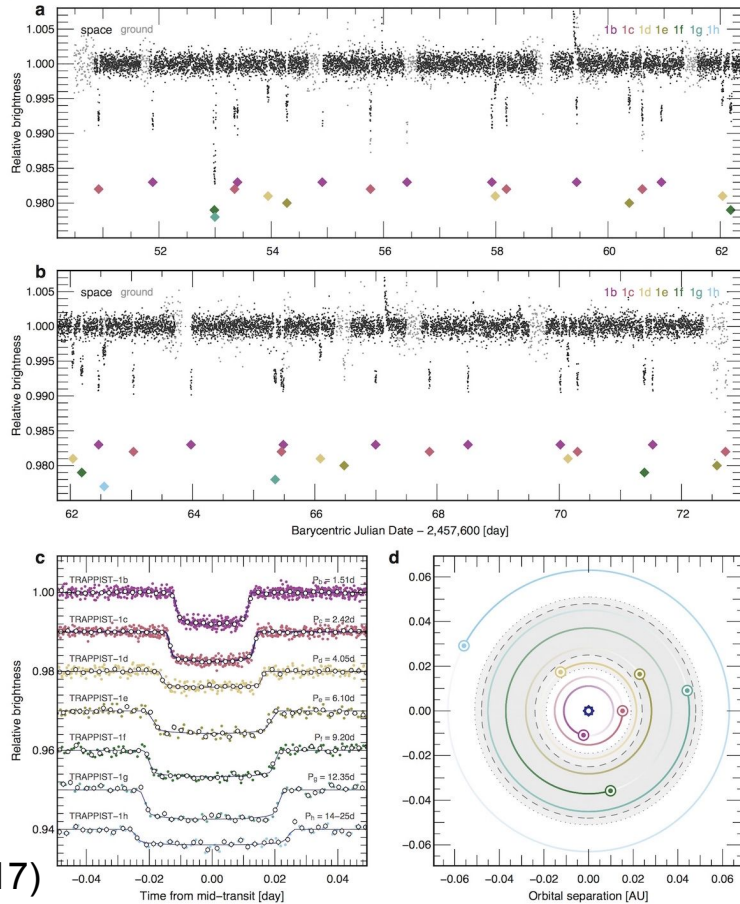 a
space ground 1b 1c 1d 1e 1f 1g 1h
1.005
1.000
0.995
0.990
0.985
0.980
Relative brightness
52 54 56 58 60 62
b
space ground 1b 1c 1d 1e 1f 1g 1h
1.005
1.000
0.995
0.990
0.985
0.980
Relative brightness
62 64 66 68 70 72
Barycentric Julian Date – 2,457,600 [day]
c
TRAPPIST-1b P_b = 1.51d
TRAPPIST-1c P_c = 2.42d
TRAPPIST-1d P_d = 4.05d
TRAPPIST-1e P_e = 6.10d
TRAPPIST-1f P_f = 9.20d
TRAPPIST-1g P_g = 12.35d
TRAPPIST-1h P_h = 14–25d
1.00
0.98
0.96
0.94
Relative brightness
−0.04 −0.02 0.00 0.02 0.04
Time from mid-transit [day]
d
0.06
0.04
0.02
0.00
−0.02
−0.04
−0.06
−0.06 −0.04 −0.02 0.00 0.02 0.04 0.06
Orbital separation [AU]
17)